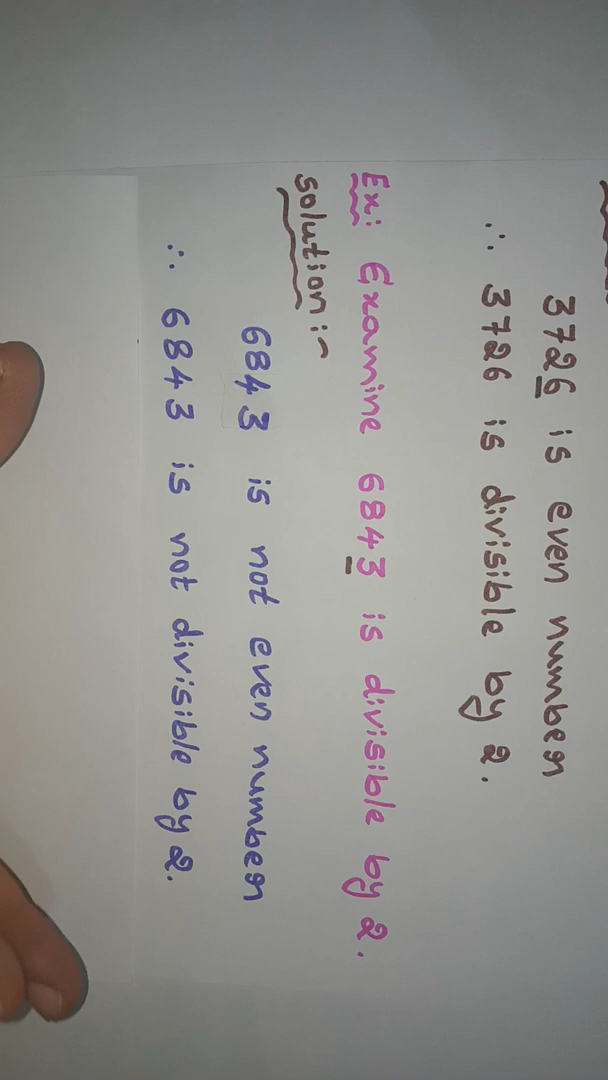 3726 is even number
∴ 3726 is divisible by 2.
Ex: Examine 6843 is divisible by 2.
Solution:-
6843 is not even number
∴ 6843 is not divisible by 2.